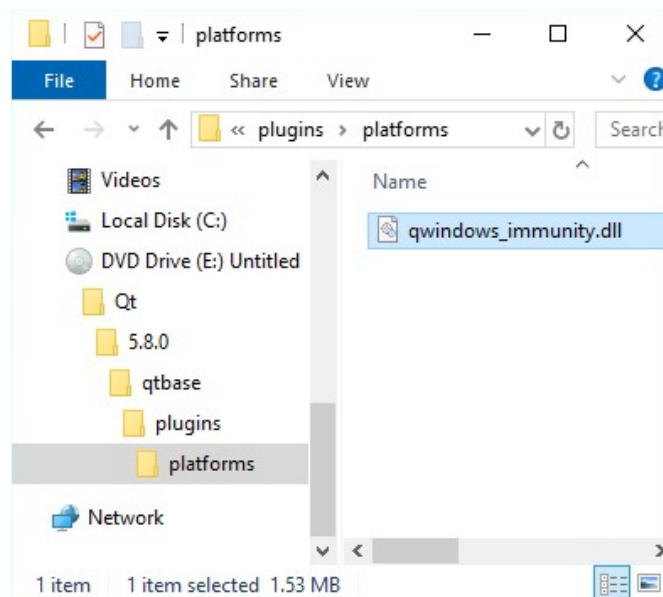 platforms
File Home Share View
« plugins › platforms Search
Videos
Local Disk (C:)
DVD Drive (E:) Untitled
Qt
5.8.0
qtbase
plugins
platforms
Network
Name
qwindows_immunity.dll
1 item 1 item selected 1.53 MB